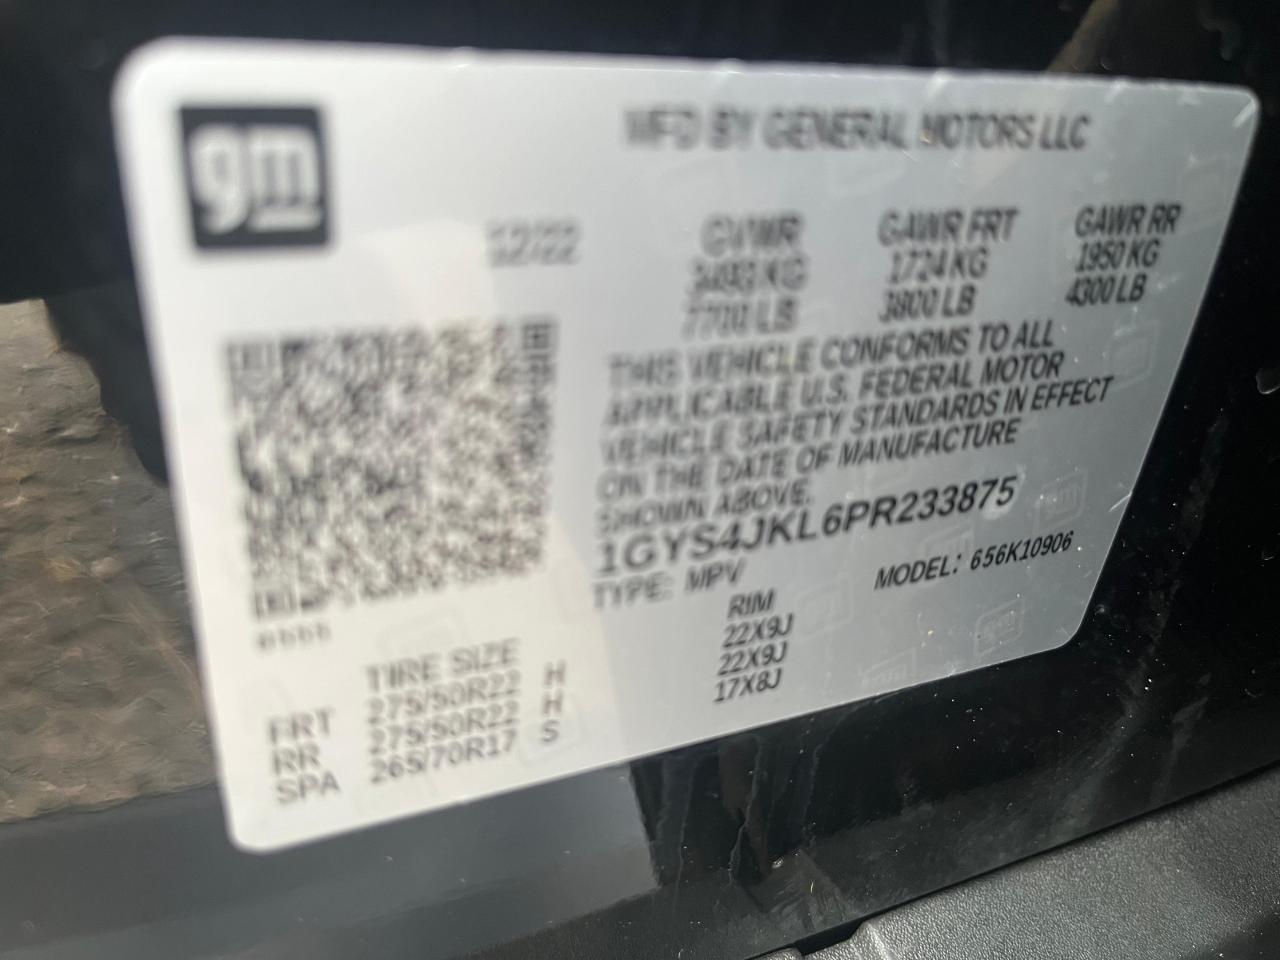 gm
MFD BY GENERAL MOTORS LLC
12/22
GVWR GAWR FRT GAWR RR
3493 KG 1724 KG 1950 KG
7700 LB 3800 LB 4300 LB
THIS VEHICLE CONFORMS TO ALL
APPLICABLE U.S. FEDERAL MOTOR
VEHICLE SAFETY STANDARDS IN EFFECT
ON THE DATE OF MANUFACTURE
SHOWN ABOVE.
1GYS4JKL6PR233875
TYPE: MPV MODEL: 656K10906
TIRE SIZE RIM
FRT 275/50R22 H 22X9J
RR 275/50R22 H 22X9J
SPA 265/70R17 S 17X8J